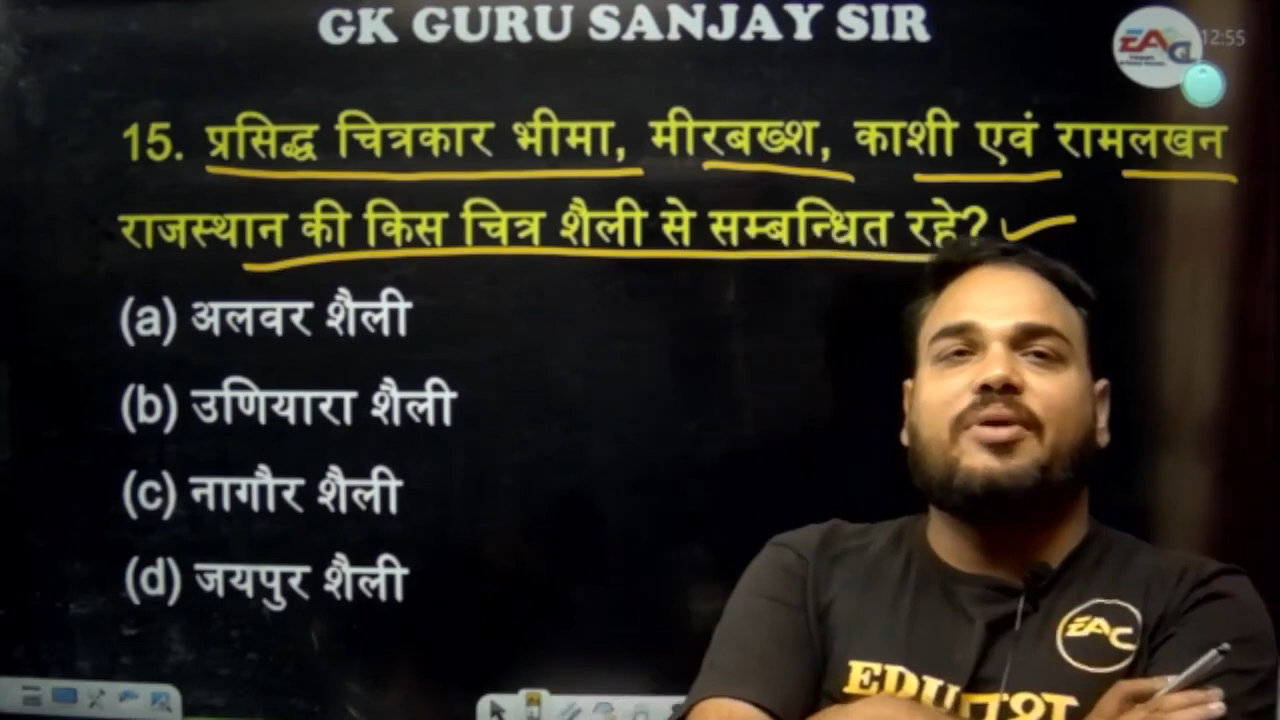 GK GURU SANJAY SIR
EAC
12:55
15. प्रसिद्ध चित्रकार भीमा, मीरबख्श, काशी एवं रामलखन
राजस्थान की किस चित्र शैली से सम्बन्धित रहे?
(a) अलवर शैली
(b) उणियारा शैली
(c) नागौर शैली
(d) जयपुर शैली
EAC